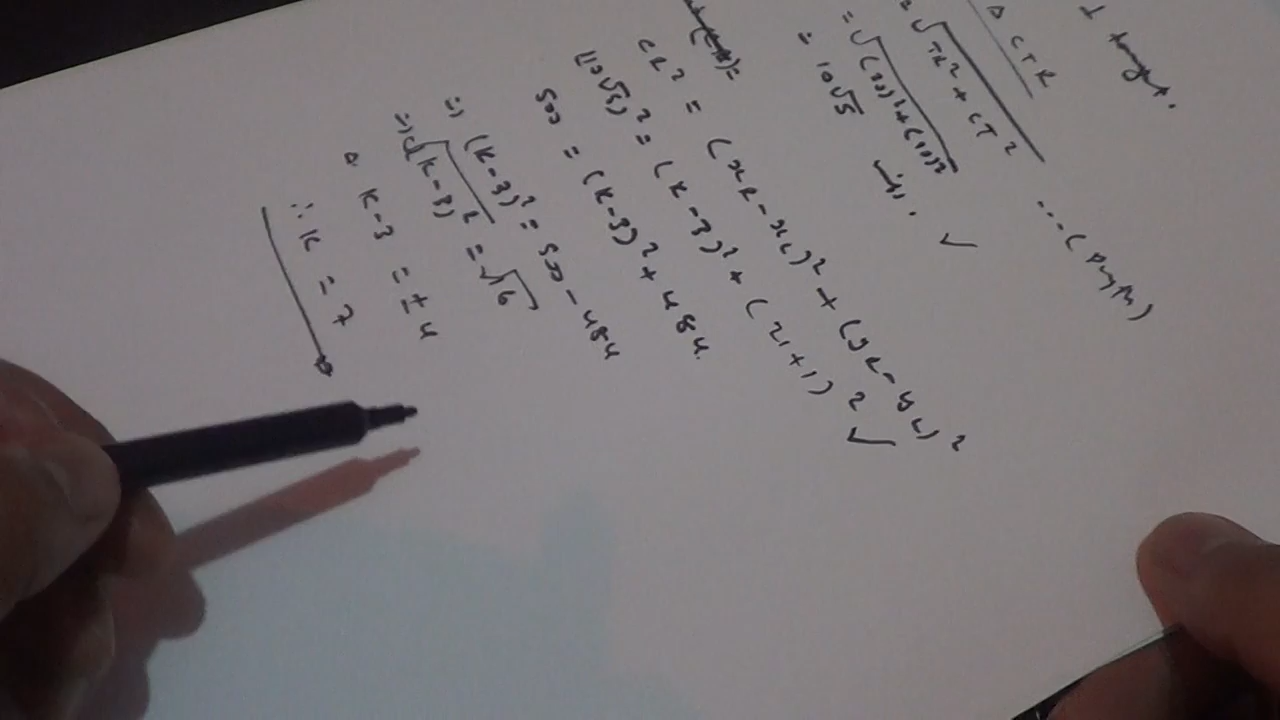 ⊥ tangent.
Δ CTR
= √TR² + CT² ...(Pyth)
= √(20)² + (10)²
= 10√5 units. ✓
CR² = (xR - xC)² + (yR - yC)²
(10√5)² = (K-3)² + (21+1)² ✓
500 = (K-3)² + 484.
⇒ (K-3)² = 500 - 484
⇒ √(K-3)² = √16
K-3 = ±4
∴ K = 7